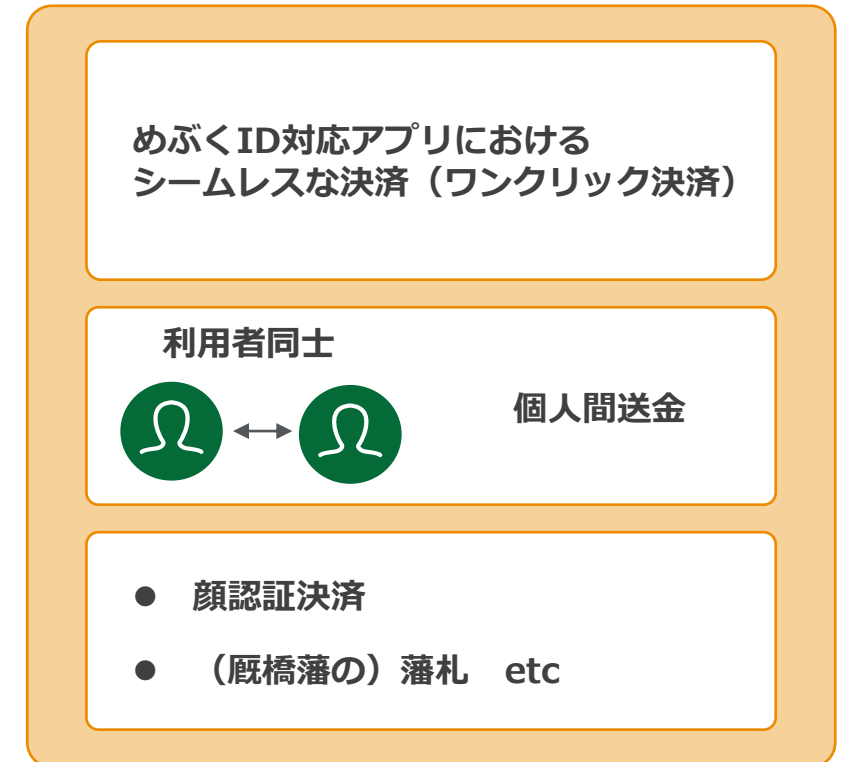 めぶくID対応アプリにおける
シームレスな決済（ワンクリック決済）
利用者同士
個人間送金
● 顔認証決済
● （厩橋藩の）藩札　etc